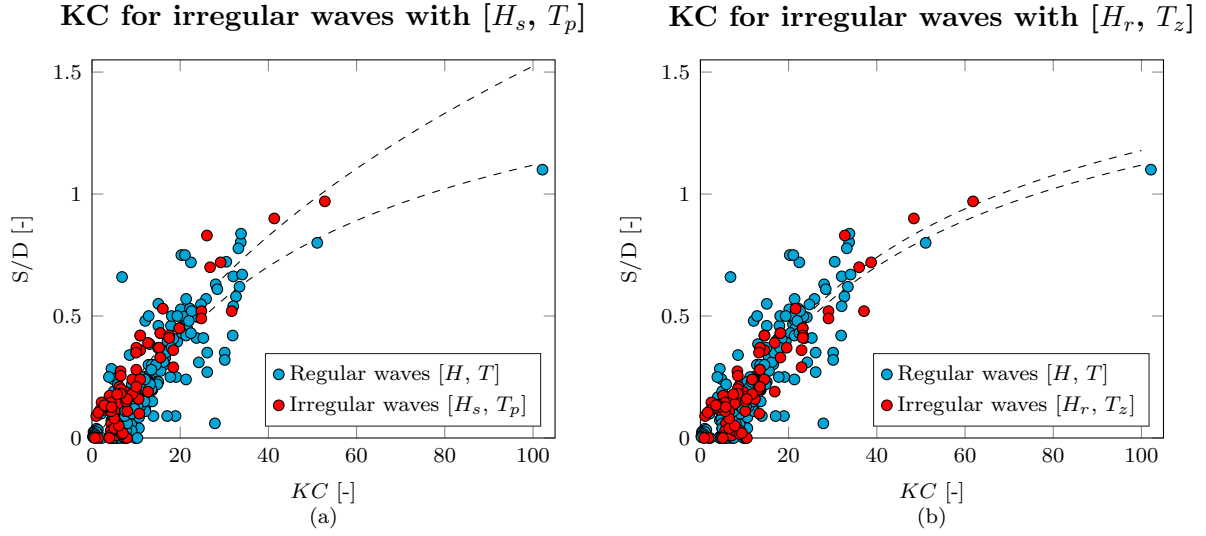 KC for irregular waves with [H_s, T_p]
1.5
1
0.5
0
S/D [-]
0 20 40 60 80 100
KC [-]
Regular waves [H, T]
Irregular waves [H_s, T_p]
(a)
KC for irregular waves with [H_r, T_z]
1.5
1
0.5
0
S/D [-]
0 20 40 60 80 100
KC [-]
Regular waves [H, T]
Irregular waves [H_r, T_z]
(b)